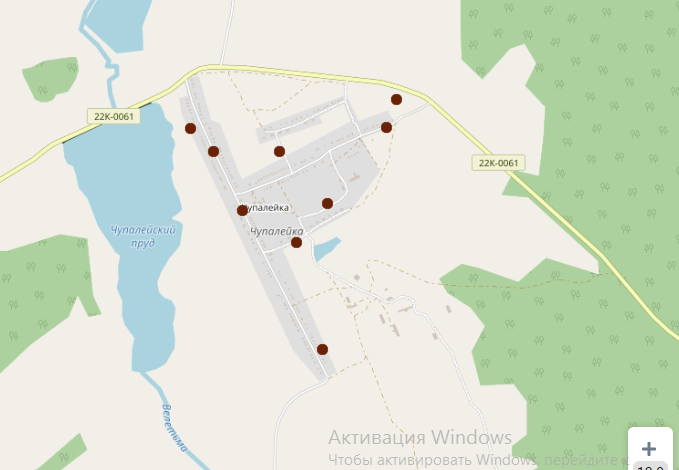 22К-0061
22К-0061
Чупалейка
Чупалейский
пруд
Чупалейка
Велетьма
Активация Windows
Чтобы активировать Windows, перейдите